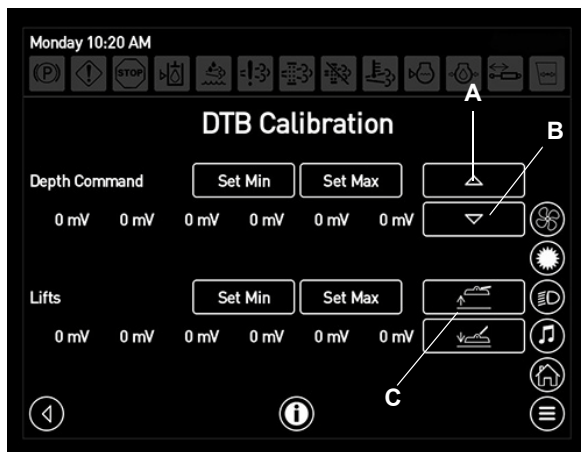 Monday 10:20 AM
(P) STOP
A
DTB Calibration
B
Depth Command Set Min Set Max
0 mV 0 mV 0 mV 0 mV 0 mV 0 mV
Lifts Set Min Set Max
0 mV 0 mV 0 mV 0 mV 0 mV 0 mV
C
i